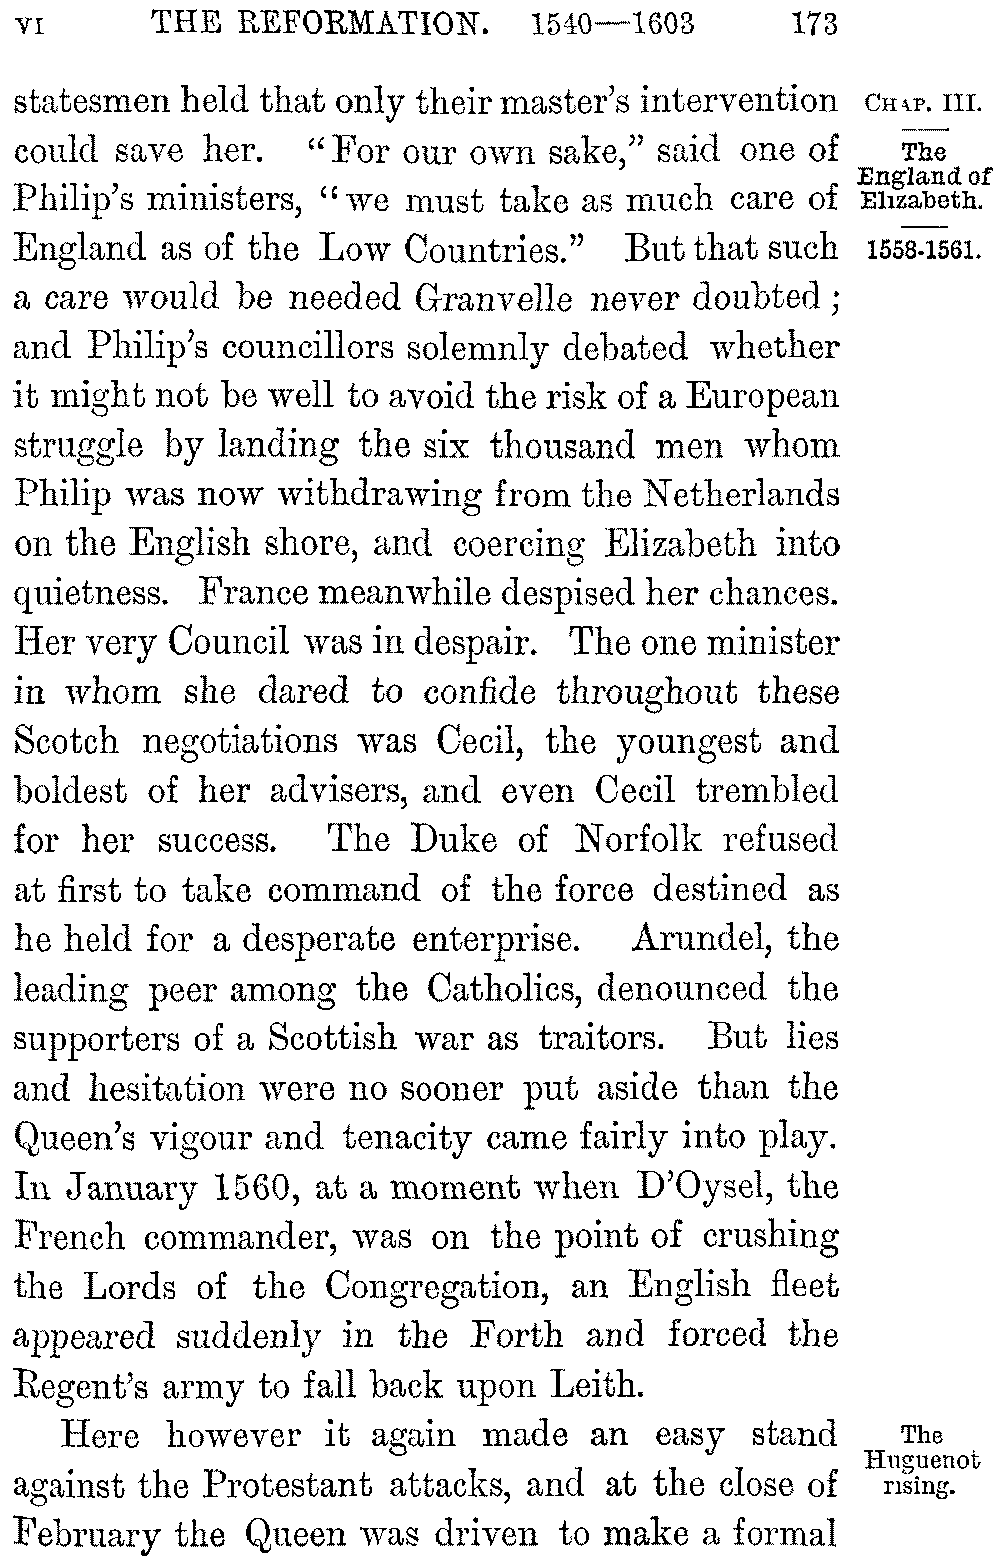 VI THE REFORMATION. 1540—1603 173
statesmen held that only their master's intervention
could save her. "For our own sake," said one of
Philip's ministers, "we must take as much care of
England as of the Low Countries." But that such
a care would be needed Granvelle never doubted;
and Philip's councillors solemnly debated whether
it might not be well to avoid the risk of a European
struggle by landing the six thousand men whom
Philip was now withdrawing from the Netherlands
on the English shore, and coercing Elizabeth into
quietness. France meanwhile despised her chances.
Her very Council was in despair. The one minister
in whom she dared to confide throughout these
Scotch negotiations was Cecil, the youngest and
boldest of her advisers, and even Cecil trembled
for her success. The Duke of Norfolk refused
at first to take command of the force destined as
he held for a desperate enterprise. Arundel, the
leading peer among the Catholics, denounced the
supporters of a Scottish war as traitors. But lies
and hesitation were no sooner put aside than the
Queen's vigour and tenacity came fairly into play.
In January 1560, at a moment when D'Oysel, the
French commander, was on the point of crushing
the Lords of the Congregation, an English fleet
appeared suddenly in the Forth and forced the
Regent's army to fall back upon Leith.
Here however it again made an easy stand
against the Protestant attacks, and at the close of
February the Queen was driven to make a formal
CHAP. III.
The
England of
Elizabeth.
1558-1561.
The
Huguenot
rising.